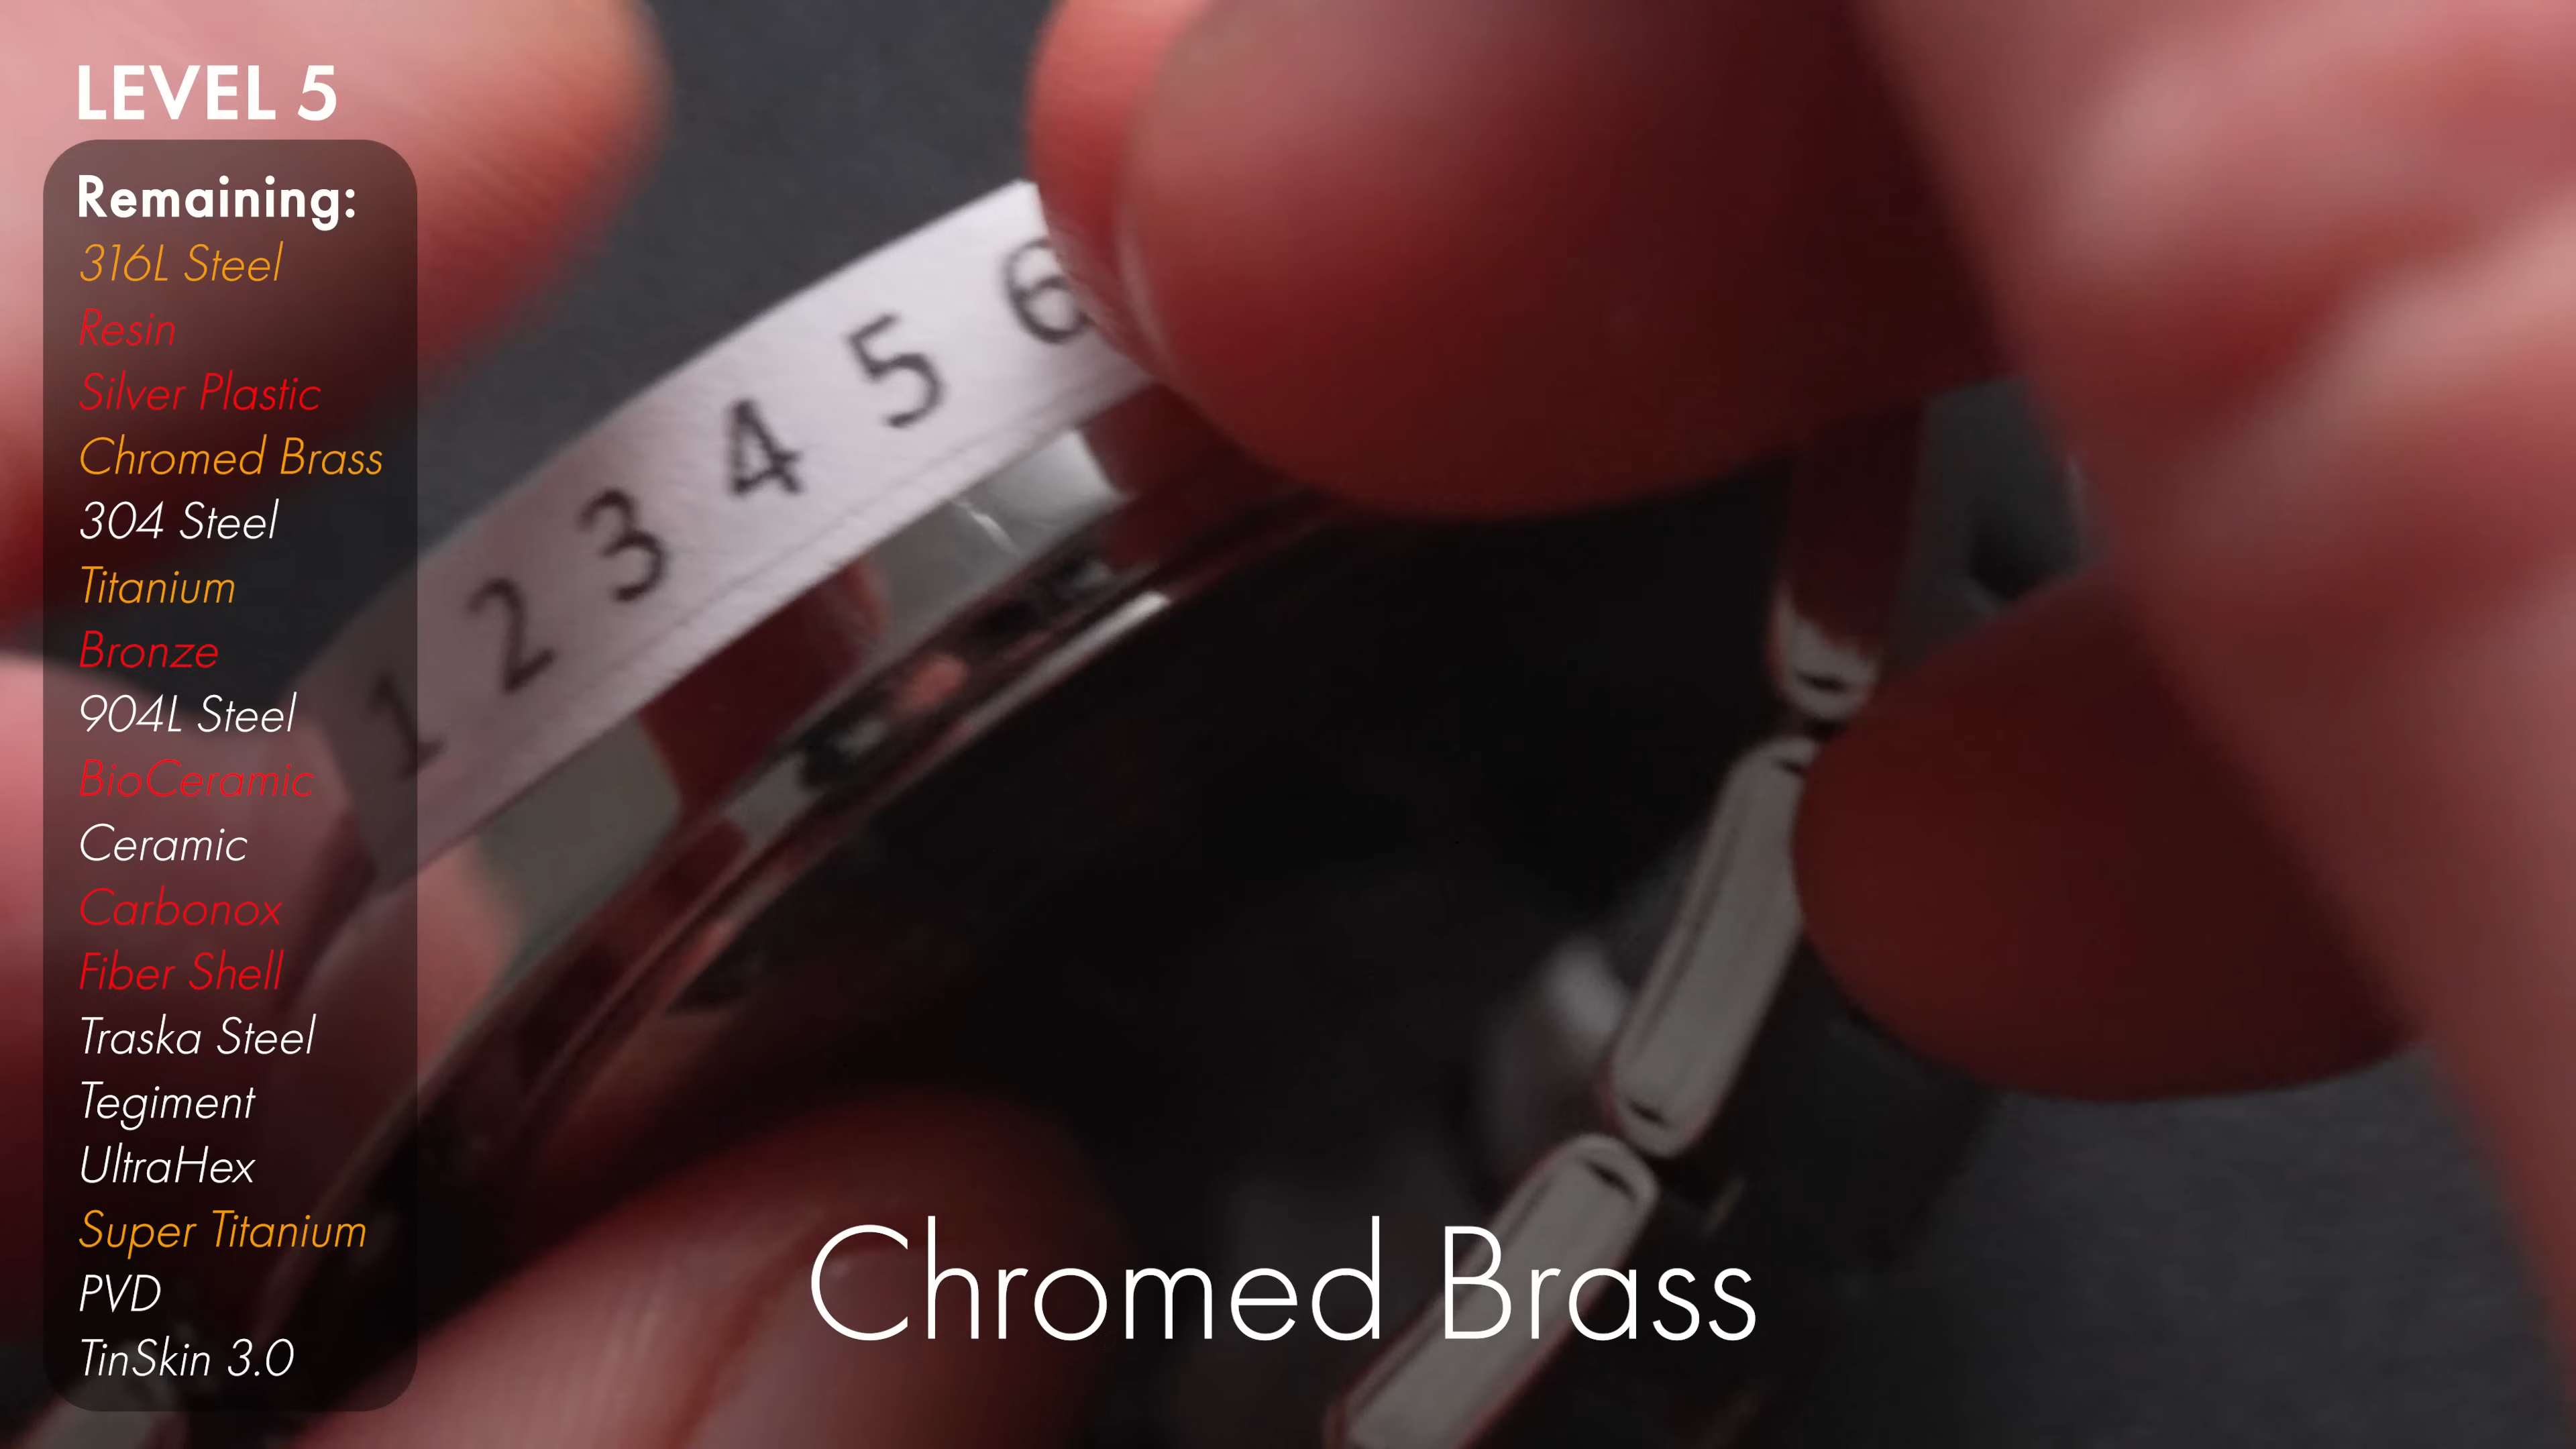 LEVEL 5
Remaining:
316L Steel
Resin
Silver Plastic
Chromed Brass
304 Steel
Titanium
Bronze
904L Steel
BioCeramic
Ceramic
Carbonox
Fiber Shell
Traska Steel
Tegiment
UltraHex
Super Titanium
PVD
TinSkin 3.0
1 2 3 4 5 6
Chromed Brass